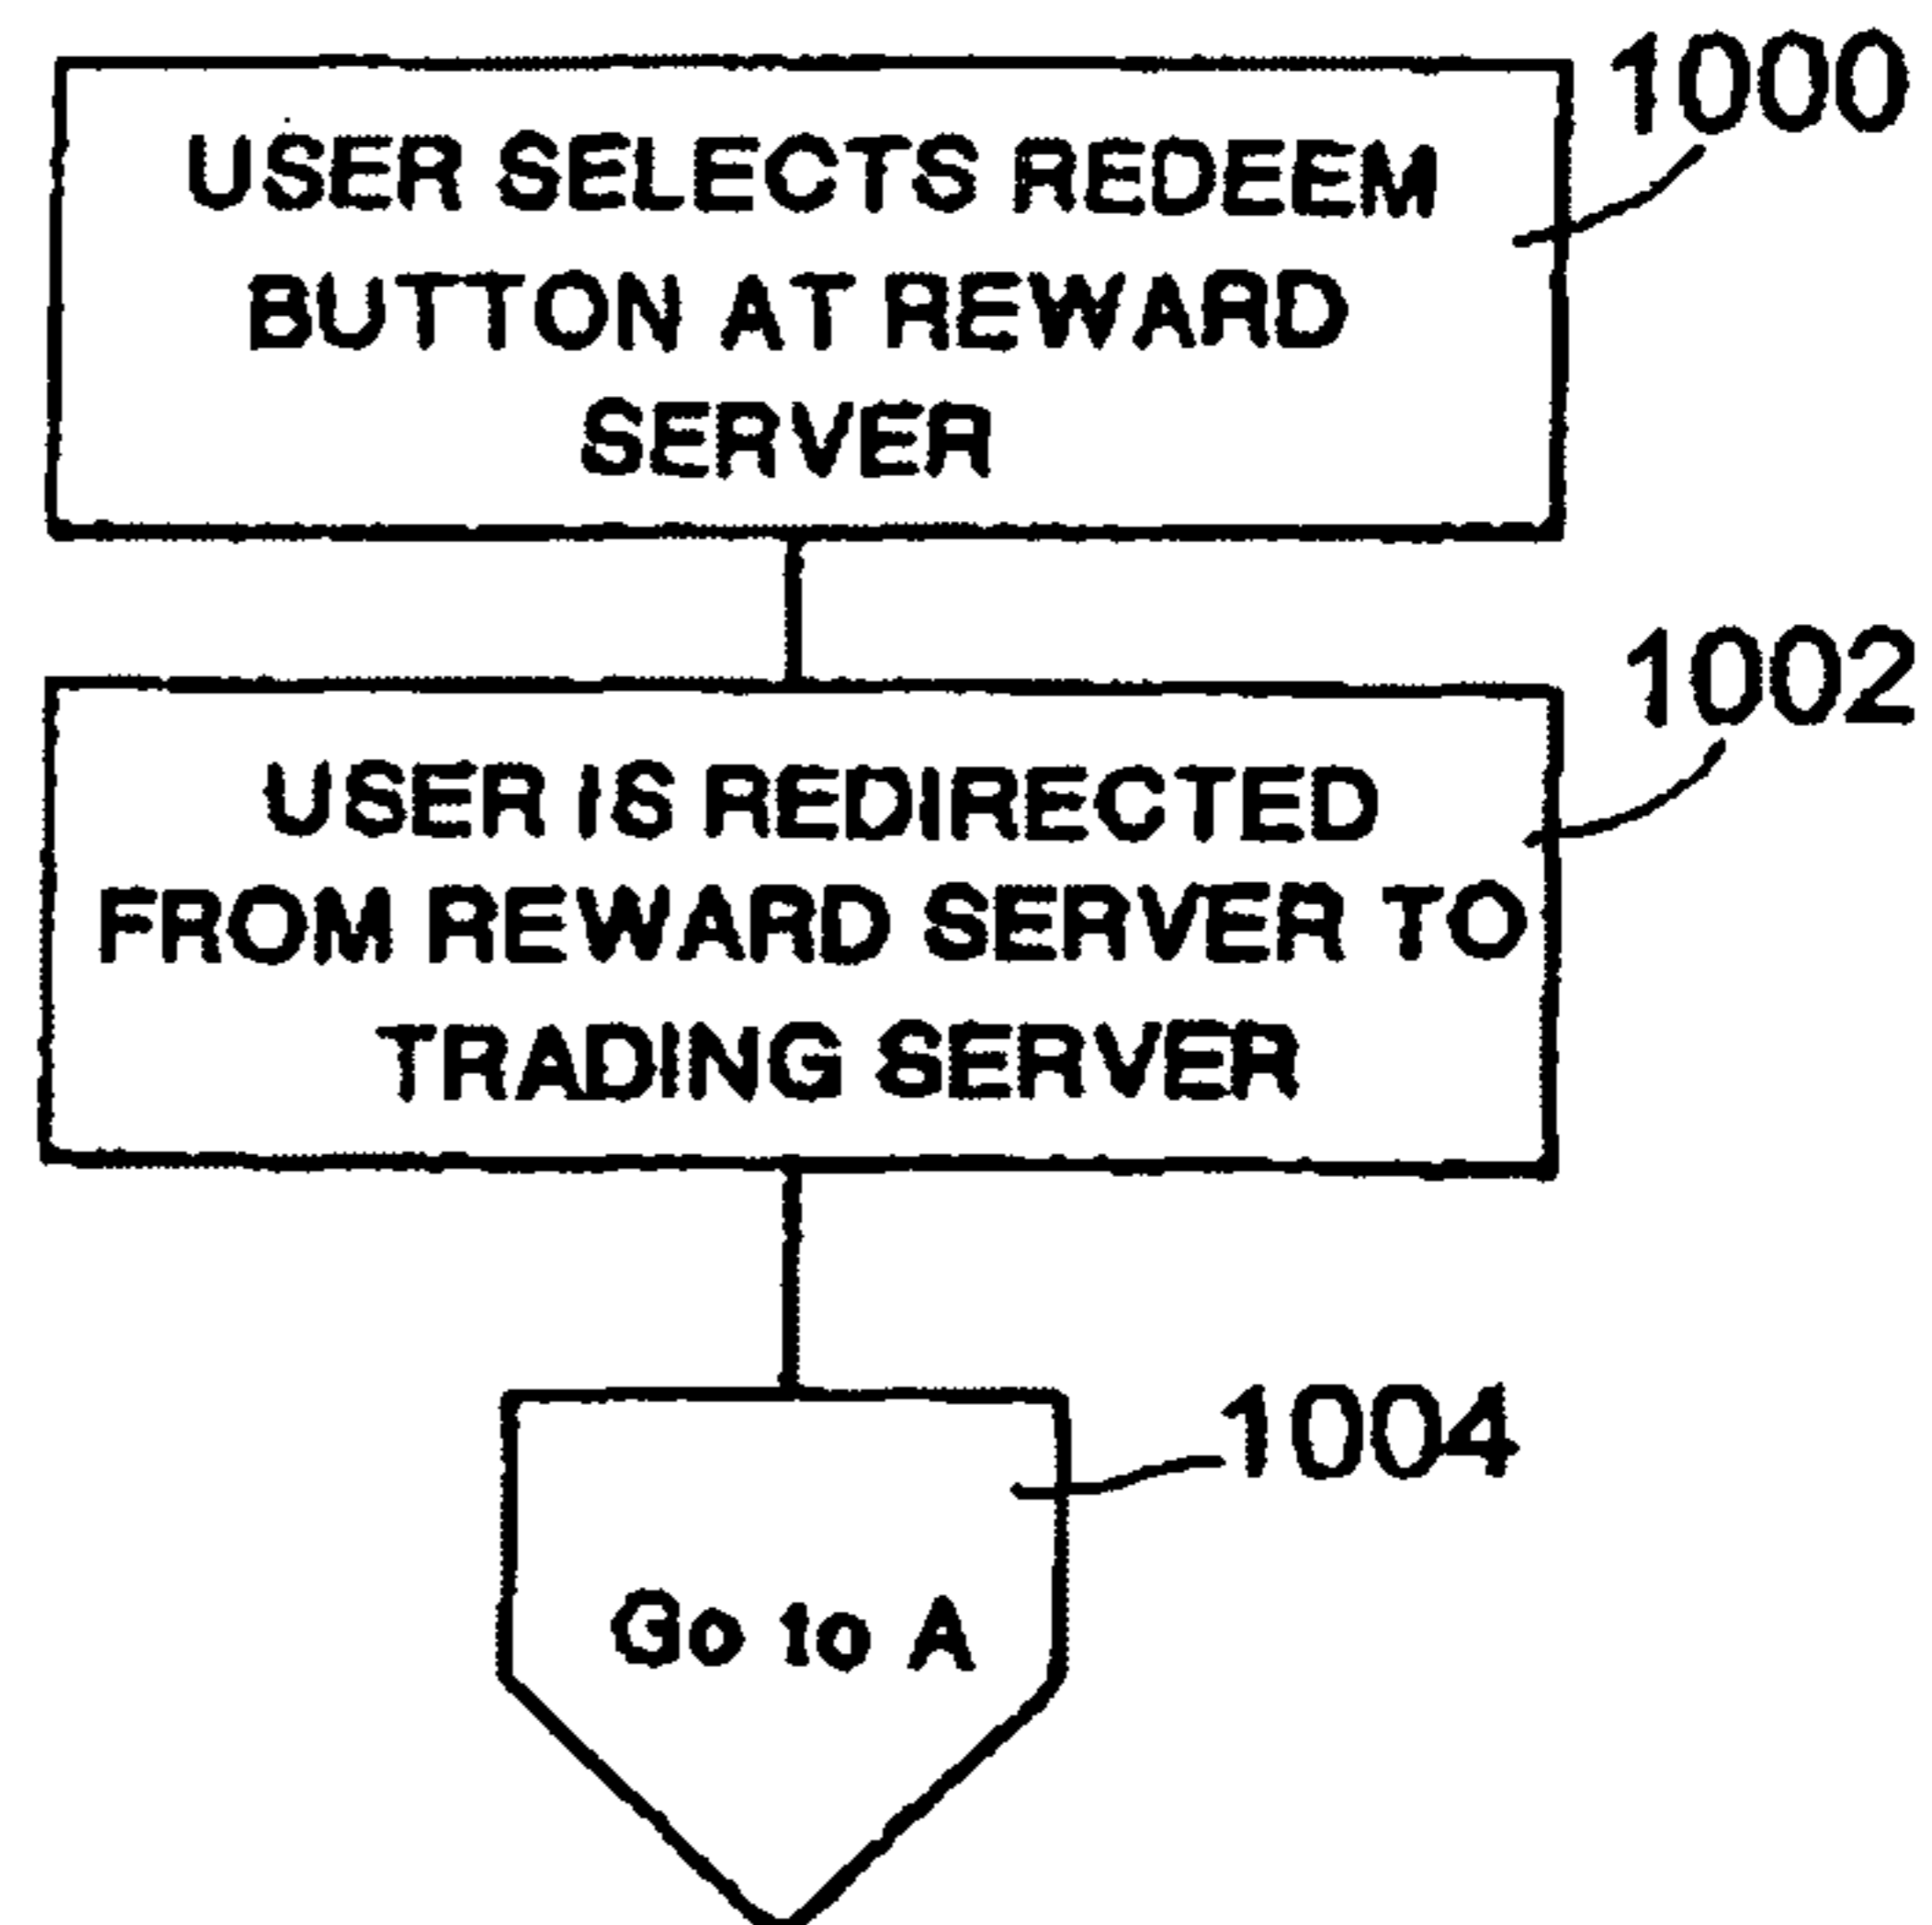 1000
USER SELECTS REDEEM
BUTTON AT REWARD
SERVER
1002
USER IS REDIRECTED
FROM REWARD SERVER TO
TRADING SERVER
1004
Go to A